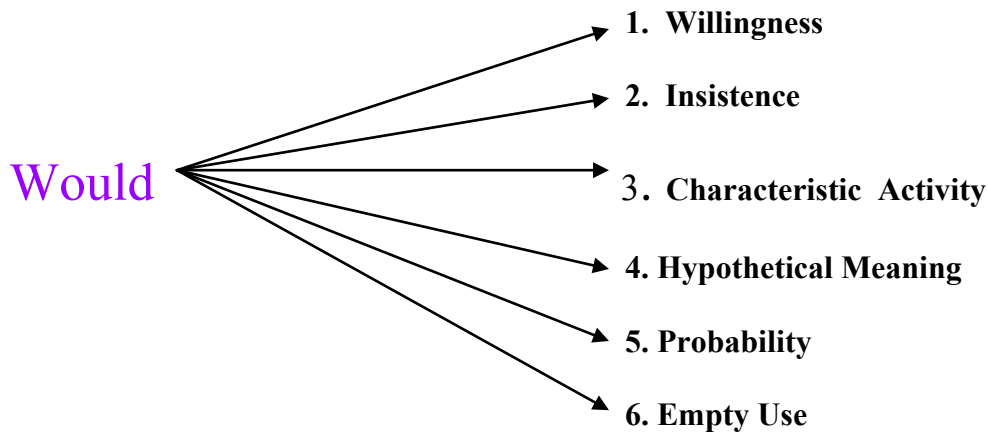 Would
1. Willingness
2. Insistence
3. Characteristic Activity
4. Hypothetical Meaning
5. Probability
6. Empty Use